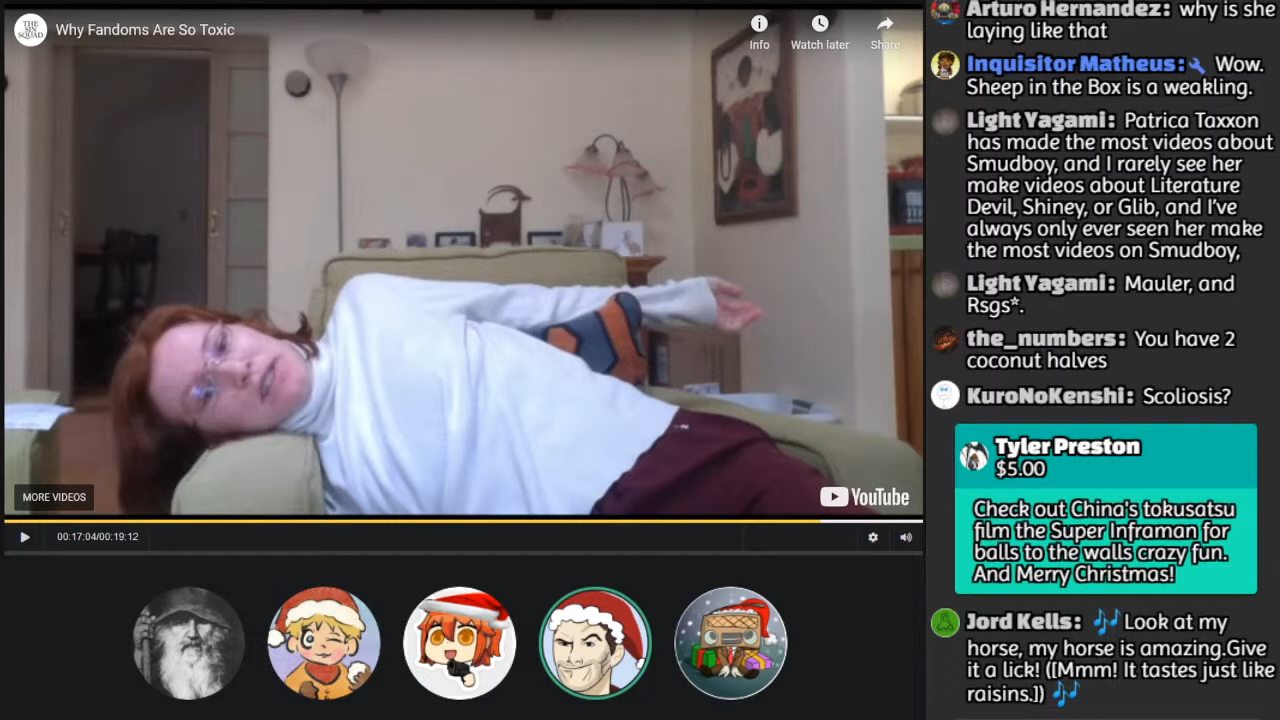 THE
SIN
SQUAD
Why Fandoms Are So Toxic
Info
Watch later
Share
MORE VIDEOS
YouTube
00:17:04/00:19:12
Arturo Hernandez: why is she
laying like that
Inquisitor Matheus: Wow.
Sheep in the Box is a weakling.
Light Yagami: Patrica Taxxon
has made the most videos about
Smudboy, and I rarely see her
make videos about Literature
Devil, Shiney, or Glib, and I've
always only ever seen her make
the most videos on Smudboy,
Light Yagami: Mauler, and
Rsgs*.
the_numbers: You have 2
coconut halves
KuroNoKenshi: Scoliosis?
Tyler Preston
$5.00
Check out China's tokusatsu
film the Super Inframan for
balls to the walls crazy fun.
And Merry Christmas!
Jord Kells: 🎶Look at my
horse, my horse is amazing.Give
it a lick! ([Mmm! It tastes just like
raisins.]) 🎶